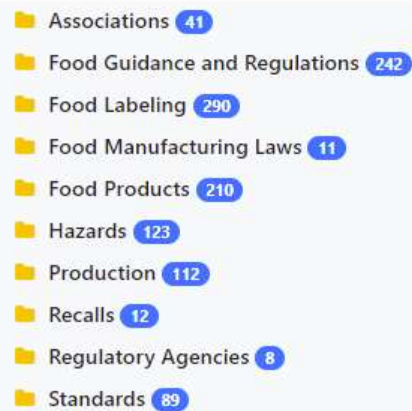 Associations 41
Food Guidance and Regulations 242
Food Labeling 290
Food Manufacturing Laws 11
Food Products 210
Hazards 123
Production 112
Recalls 12
Regulatory Agencies 8
Standards 89